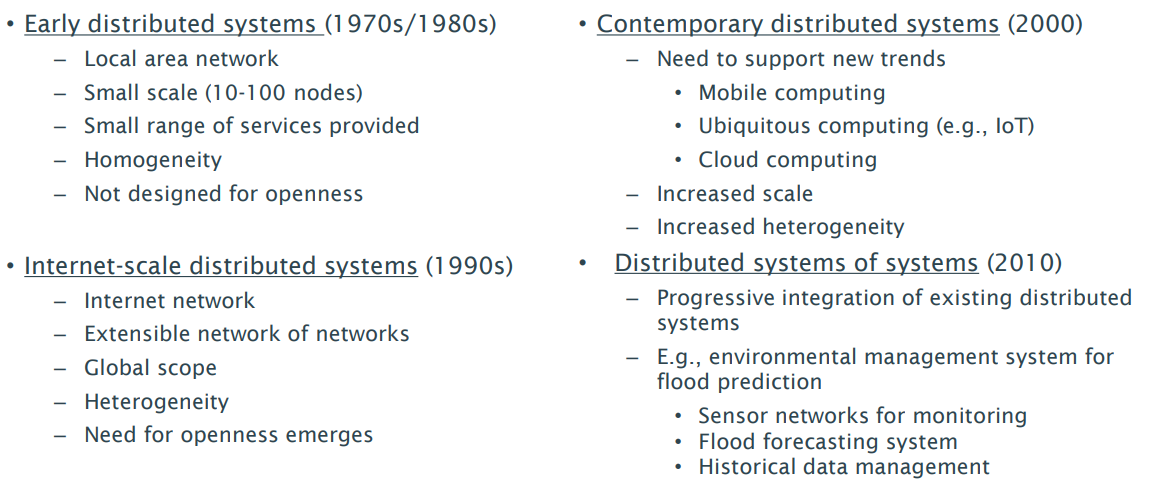 • Early distributed systems (1970s/1980s)
– Local area network
– Small scale (10-100 nodes)
– Small range of services provided
– Homogeneity
– Not designed for openness
• Internet-scale distributed systems (1990s)
– Internet network
– Extensible network of networks
– Global scope
– Heterogeneity
– Need for openness emerges
• Contemporary distributed systems (2000)
– Need to support new trends
• Mobile computing
• Ubiquitous computing (e.g., IoT)
• Cloud computing
– Increased scale
– Increased heterogeneity
• Distributed systems of systems (2010)
– Progressive integration of existing distributed
systems
– E.g., environmental management system for
flood prediction
• Sensor networks for monitoring
• Flood forecasting system
• Historical data management